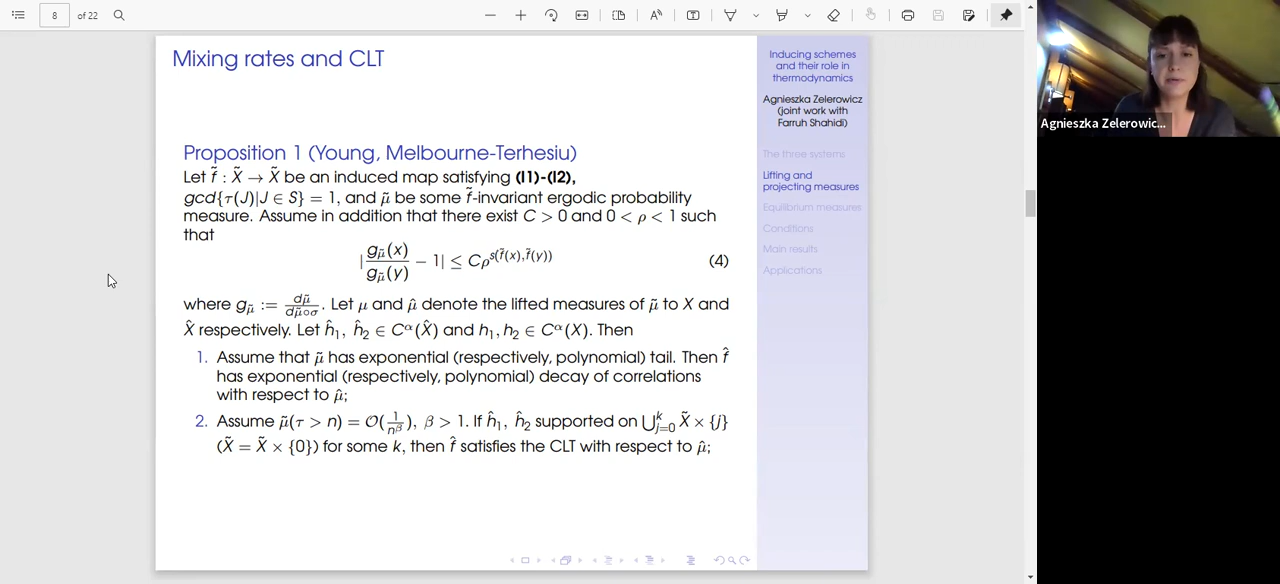 8 of 22
Mixing rates and CLT
Inducing schemes
and their role in
thermodynamics
Agnieszka Zelerowicz
(joint work with
Farruh Shahidi)
The three systems
Lifting and
projecting measures
Equilibrium measures
Conditions
Main results
Applications
Proposition 1 (Young, Melbourne-Terhesiu)
Let f̃ : X̃ → X̃ be an induced map satisfying (I1)-(I2),
gcd{τ(J)|J ∈ S} = 1, and μ̃ be some f̃-invariant ergodic probability
measure. Assume in addition that there exist C > 0 and 0 < ρ < 1 such
that
|g_μ̃(x)/g_μ̃(y) − 1| ≤ Cρ^{s(f̃(x),f̃(y))} (4)
where g_μ̃ := dμ̃/dμ̃∘σ. Let μ and μ̂ denote the lifted measures of μ̃ to X and
X̂ respectively. Let ĥ₁, ĥ₂ ∈ C^α(X̂) and h₁, h₂ ∈ C^α(X). Then
1. Assume that μ̃ has exponential (respectively, polynomial) tail. Then f̂
has exponential (respectively, polynomial) decay of correlations
with respect to μ̂;
2. Assume μ̃(τ > n) = O(1/n^β), β > 1. If ĥ₁, ĥ₂ supported on ⋃_{j=0}^k X̃ × {j}
(X̃ = X̃ × {0}) for some k, then f̂ satisfies the CLT with respect to μ̂;
Agnieszka Zelerowic...